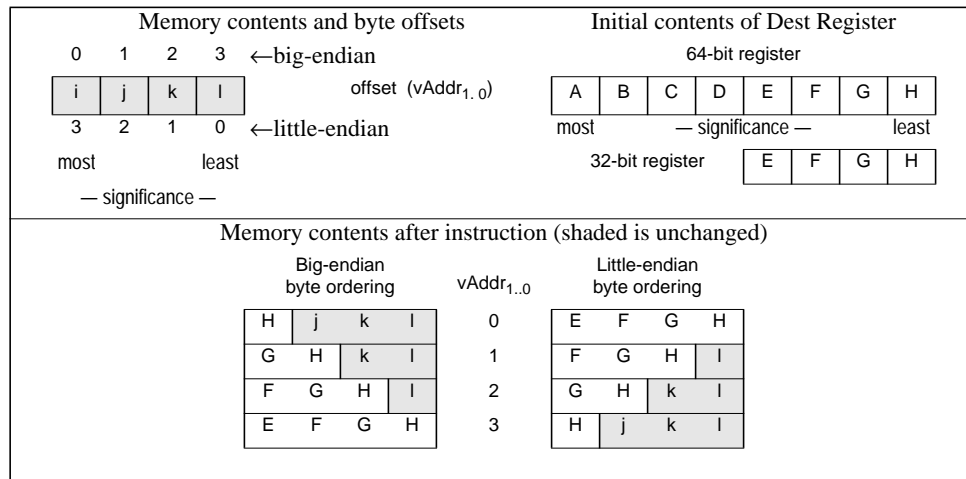 Memory contents and byte offsets
0 1 2 3 ←big-endian
i j k l offset (vAddr1. 0)
3 2 1 0 ←little-endian
most least
— significance —
Initial contents of Dest Register
64-bit register
A B C D E F G H
most — significance — least
32-bit register E F G H
Memory contents after instruction (shaded is unchanged)
Big-endian
byte ordering
vAddr1..0
Little-endian
byte ordering
H j k l 0 E F G H
G H k l 1 F G H l
F G H l 2 G H k l
E F G H 3 H j k l